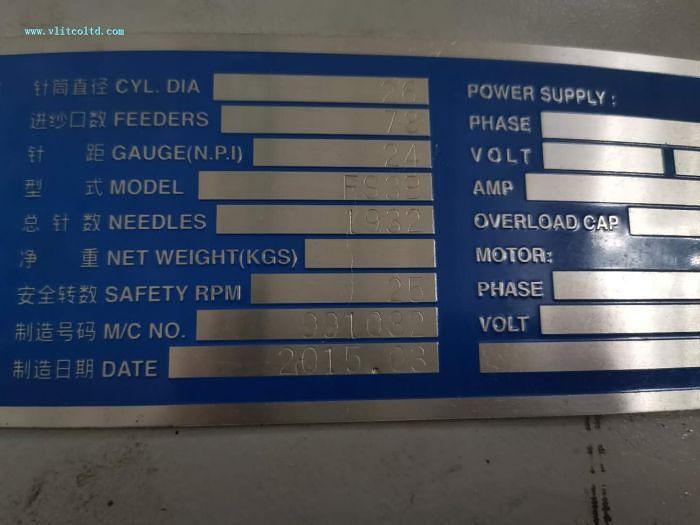 www.vlitcoltd.com
针筒直径 CYL. DIA 26
进纱口数 FEEDERS 78
针 距 GAUGE(N.P.I) 24
型 式 MODEL FS3B
总针数 NEEDLES 1932
净 重 NET WEIGHT(KGS)
安全转数 SAFETY RPM 25
制造号码 M/C NO. 991082
制造日期 DATE 2015.03
POWER SUPPLY :
PHASE
VOLT
AMP
OVERLOAD CAP
MOTOR:
PHASE
VOLT